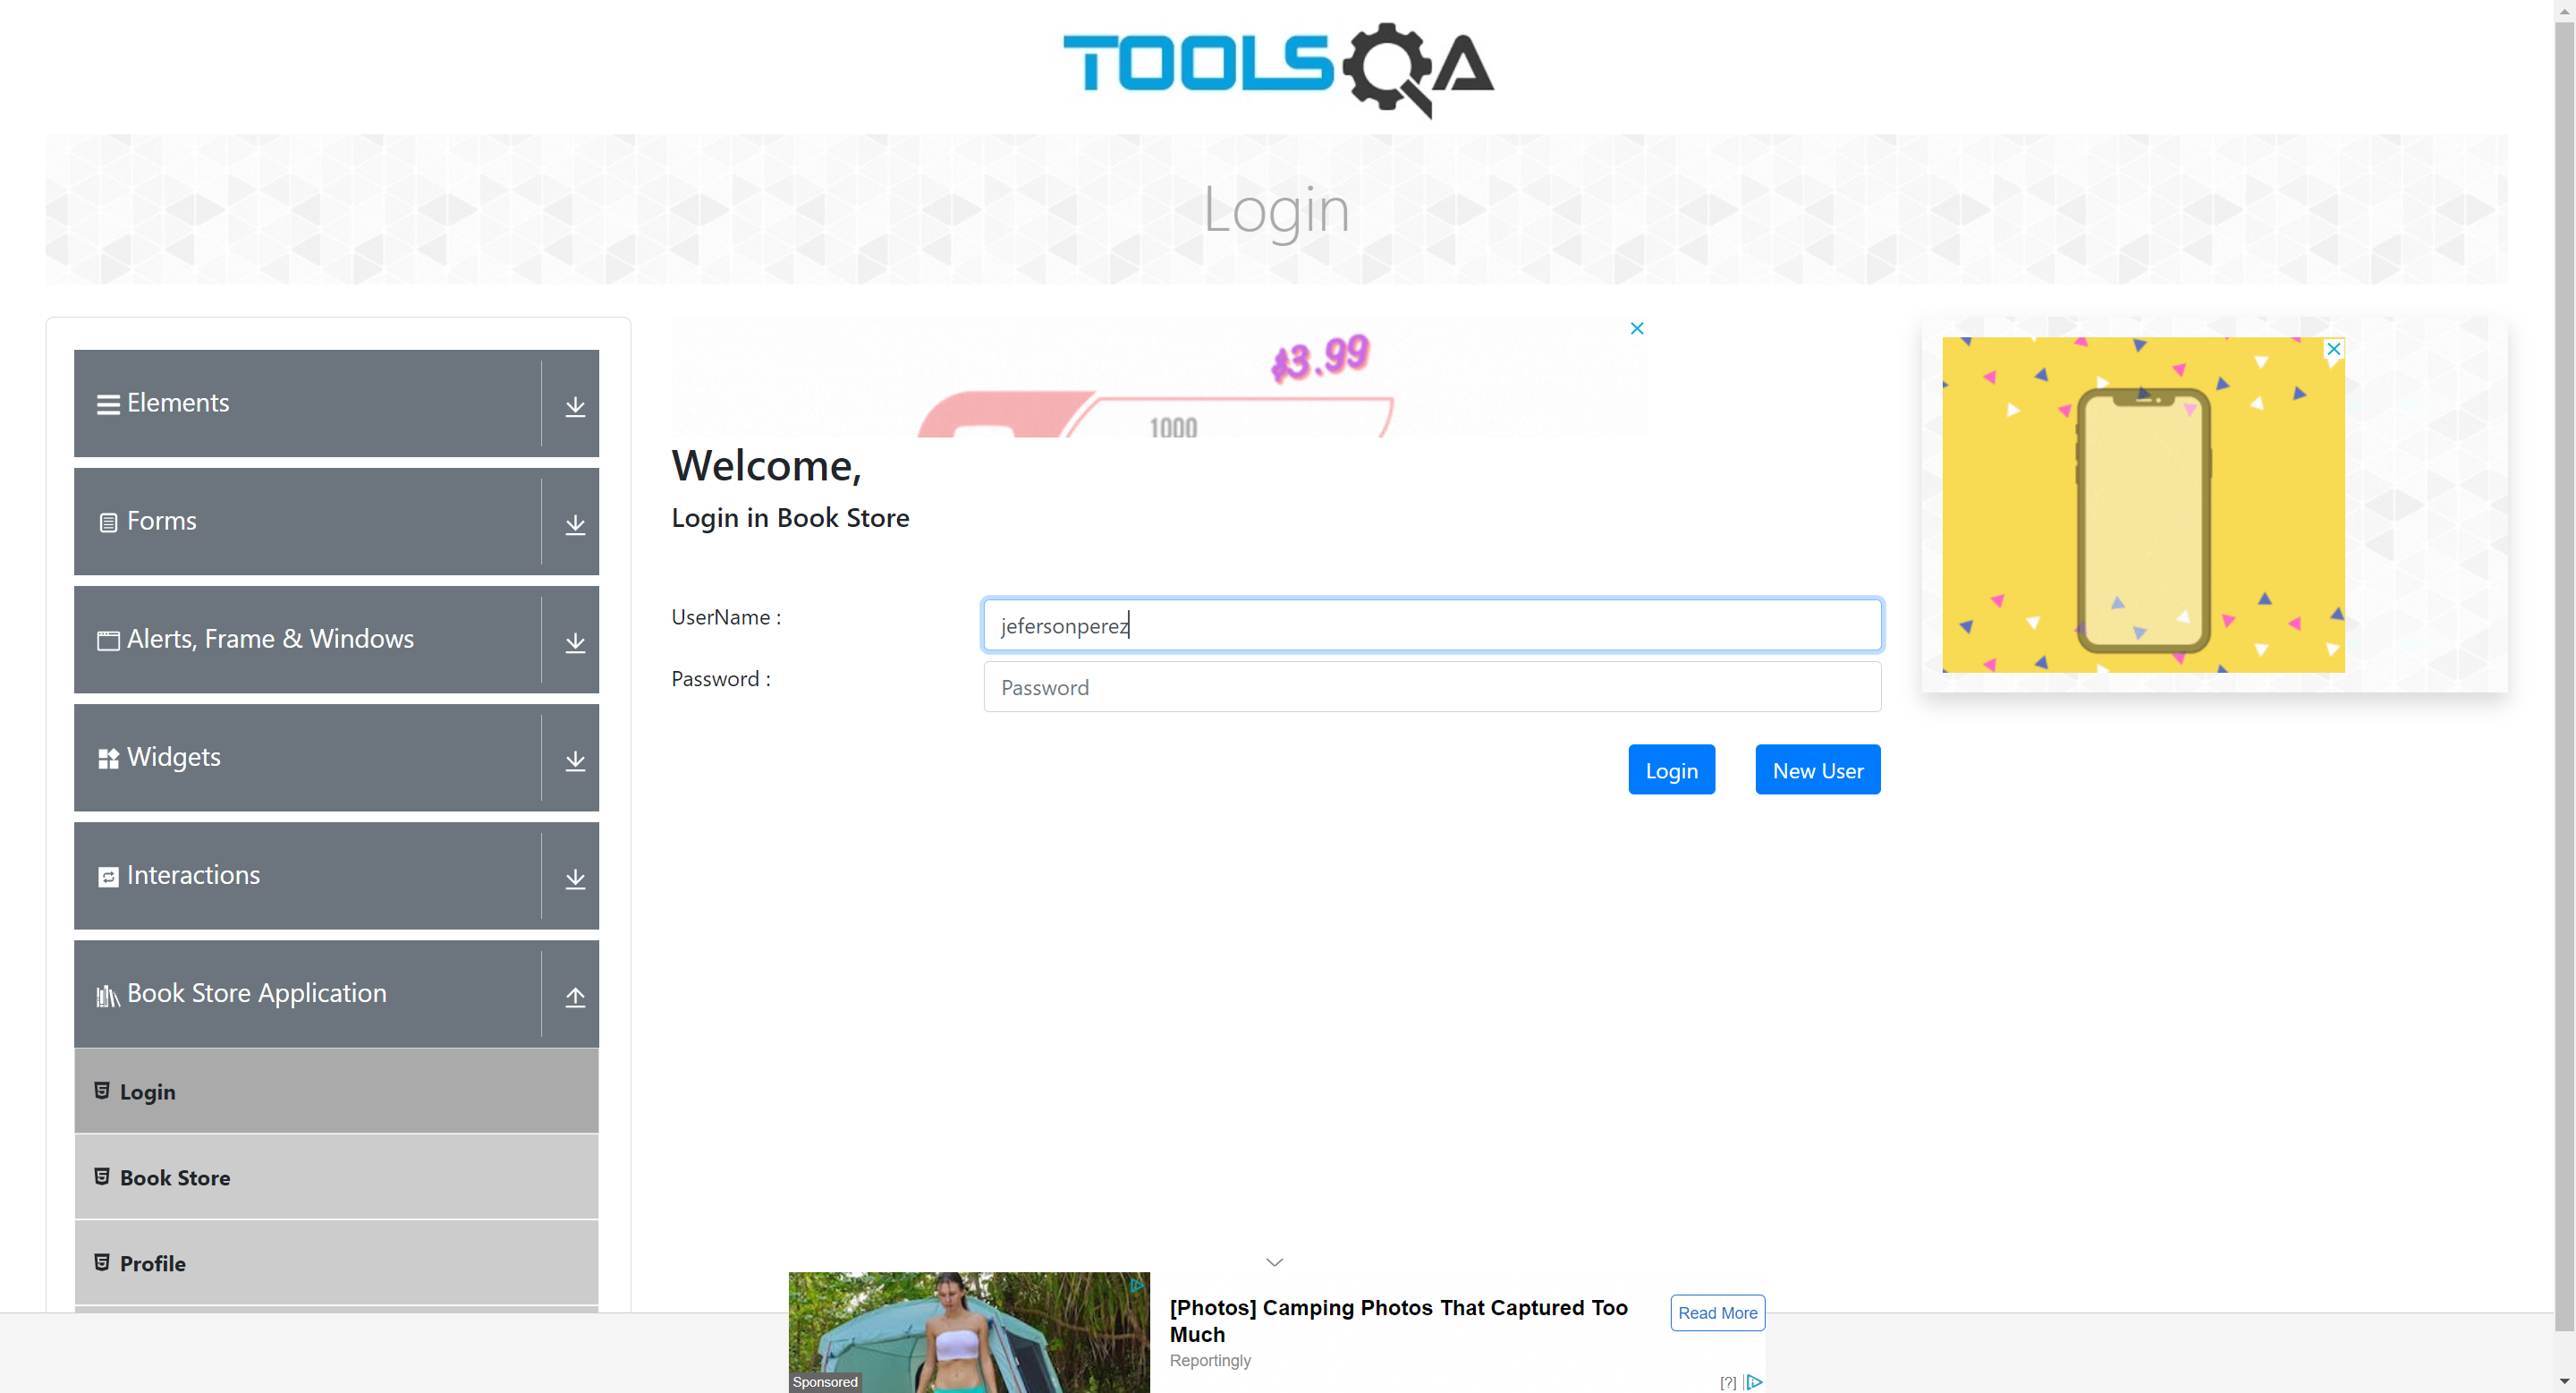 TOOLSQA
Login
Elements
Forms
Alerts, Frame & Windows
Widgets
Interactions
Book Store Application
Login
Book Store
Profile
$3.99
1000
Welcome,
Login in Book Store
UserName :
jefersonperez
Password :
Password
Login
New User
[Photos] Camping Photos That Captured Too
Much
Reportingly
Read More
Sponsored
[?]